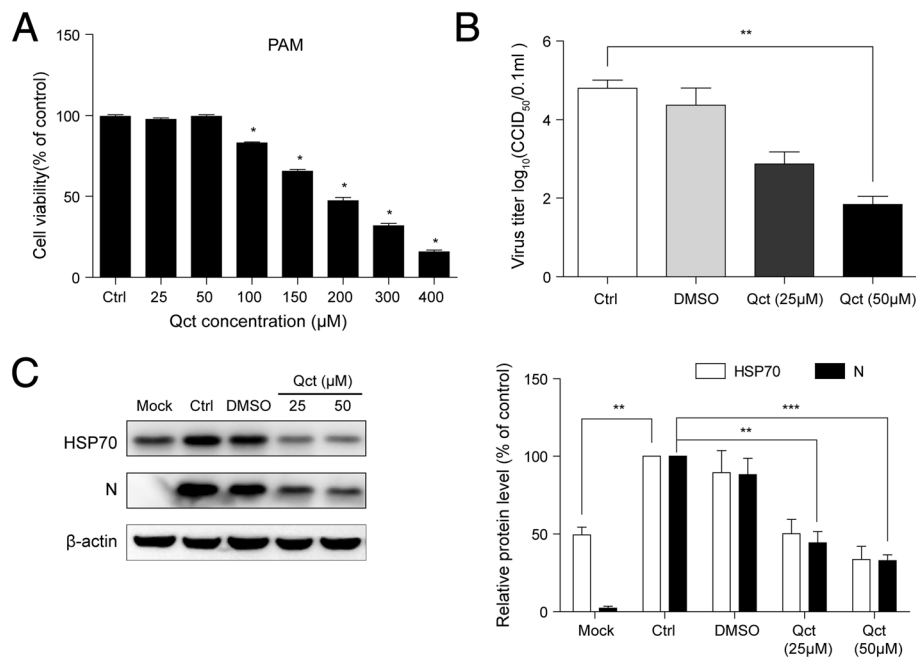 A
150
PAM
100
50
0
Cell viability(% of control)
* * * * *
Ctrl 25 50 100 150 200 300 400
Qct concentration (µM)
B
**
6
4
2
0
Virus titer log10(CCID50/0.1ml)
Ctrl DMSO Qct (25µM) Qct (50µM)
C
Qct (µM)
Mock Ctrl DMSO 25 50
HSP70
N
β-actin
HSP70 N
150
100
50
0
Relative protein level (% of control)
** ***
**
Mock Ctrl DMSO Qct Qct
(25µM) (50µM)